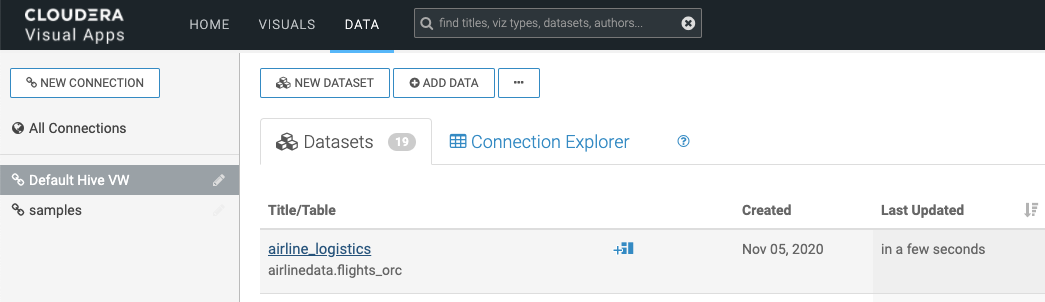 CLOUDERA
Visual Apps
HOME
VISUALS
DATA
find titles, viz types, datasets, authors...
NEW CONNECTION
NEW DATASET
ADD DATA
...
All Connections
Datasets 19
Connection Explorer
?
Default Hive VW
samples
Title/Table
Created
Last Updated
airline_logistics
Nov 05, 2020
in a few seconds
airlinedata.flights_orc